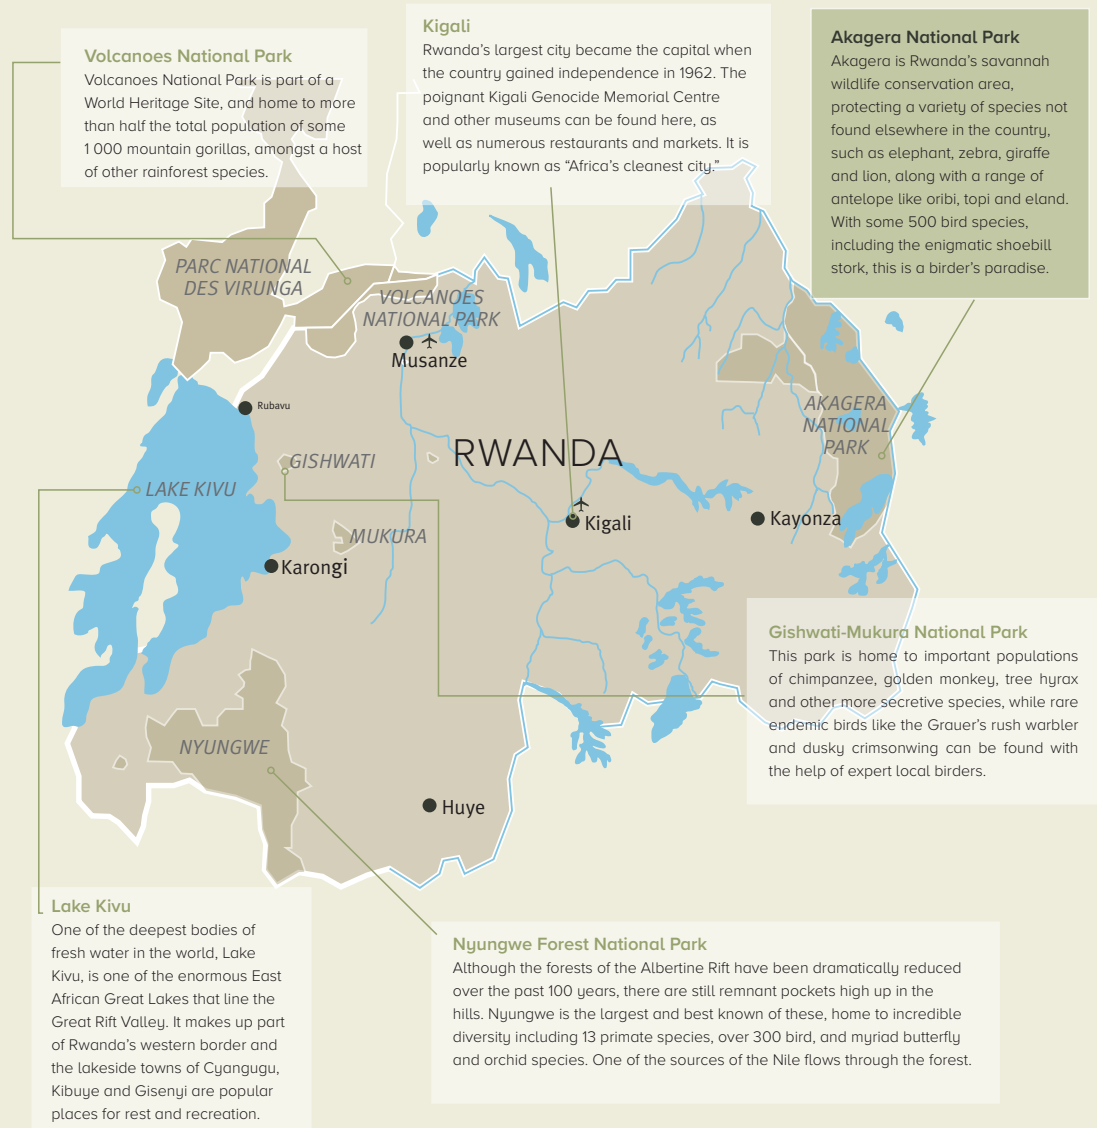 Volcanoes National Park
Volcanoes National Park is part of a
World Heritage Site, and home to more
than half the total population of some
1 000 mountain gorillas, amongst a host
of other rainforest species.
Kigali
Rwanda's largest city became the capital when
the country gained independence in 1962. The
poignant Kigali Genocide Memorial Centre
and other museums can be found here, as
well as numerous restaurants and markets. It is
popularly known as “Africa's cleanest city.”
Akagera National Park
Akagera is Rwanda's savannah
wildlife conservation area,
protecting a variety of species not
found elsewhere in the country,
such as elephant, zebra, giraffe
and lion, along with a range of
antelope like oribi, topi and eland.
With some 500 bird species,
including the enigmatic shoebill
stork, this is a birder's paradise.
PARC NATIONAL
DES VIRUNGA
VOLCANOES
NATIONAL PARK
Musanze
Rubavu
AKAGERA
NATIONAL
PARK
RWANDA
GISHWATI
LAKE KIVU
Kigali
Kayonza
MUKURA
Karongi
Gishwati-Mukura National Park
This park is home to important populations
of chimpanzee, golden monkey, tree hyrax
and other more secretive species, while rare
endemic birds like the Grauer's rush warbler
and dusky crimsonwing can be found with
the help of expert local birders.
NYUNGWE
Huye
Lake Kivu
One of the deepest bodies of
fresh water in the world, Lake
Kivu, is one of the enormous East
African Great Lakes that line the
Great Rift Valley. It makes up part
of Rwanda's western border and
the lakeside towns of Cyangugu,
Kibuye and Gisenyi are popular
places for rest and recreation.
Nyungwe Forest National Park
Although the forests of the Albertine Rift have been dramatically reduced
over the past 100 years, there are still remnant pockets high up in the
hills. Nyungwe is the largest and best known of these, home to incredible
diversity including 13 primate species, over 300 bird, and myriad butterfly
and orchid species. One of the sources of the Nile flows through the forest.